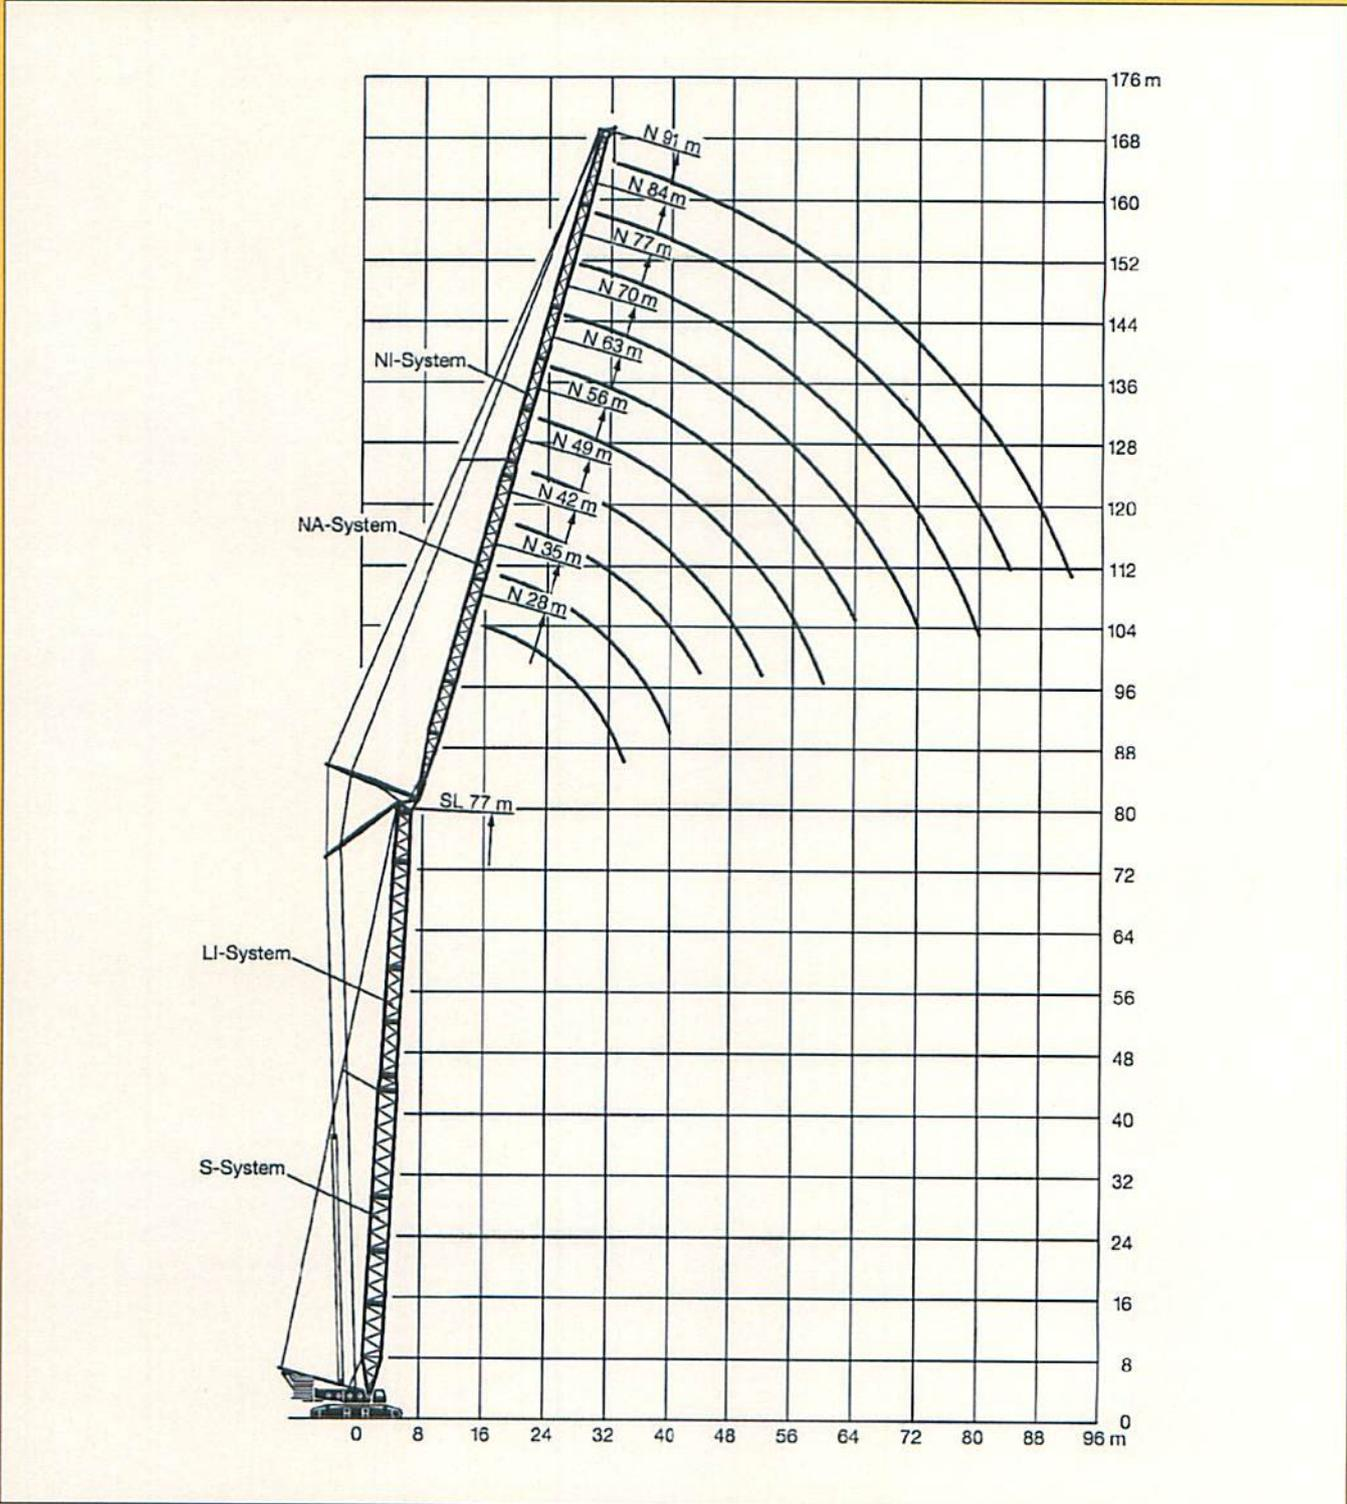 176 m
N 91 m
168
N 84 m
160
N 77 m
152
N 70 m
144
N 63 m
NI-System
136
N 56 m
128
N 49 m
120
N 42 m
NA-System
112
N 35 m
104
N 28 m
96
88
SL 77 m
80
72
64
LI-System
56
48
40
S-System
32
24
16
8
0
0 8 16 24 32 40 48 56 64 72 80 88 96 m